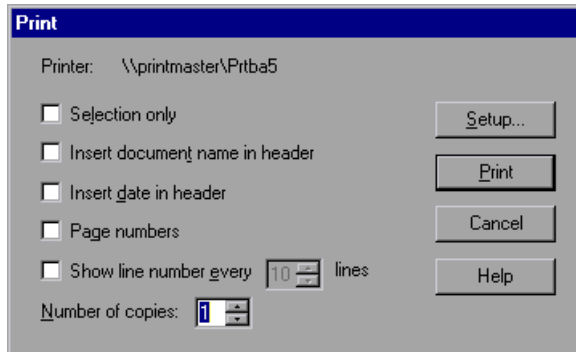 Print
Printer: \\printmaster\Prtba5
Selection only
Setup...
Insert document name in header
Print
Insert date in header
Page numbers
Cancel
Show line number every 10 lines
Help
Number of copies: 1